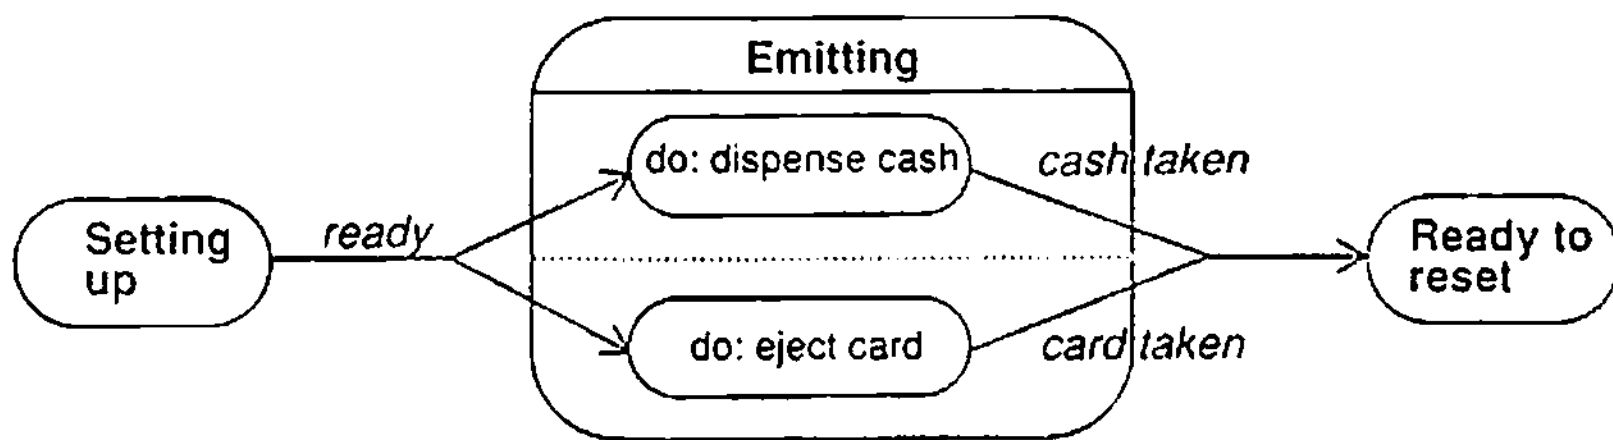 Emitting
do: dispense cash
cash taken
Setting
up
ready
Ready to
reset
do: eject card
card taken